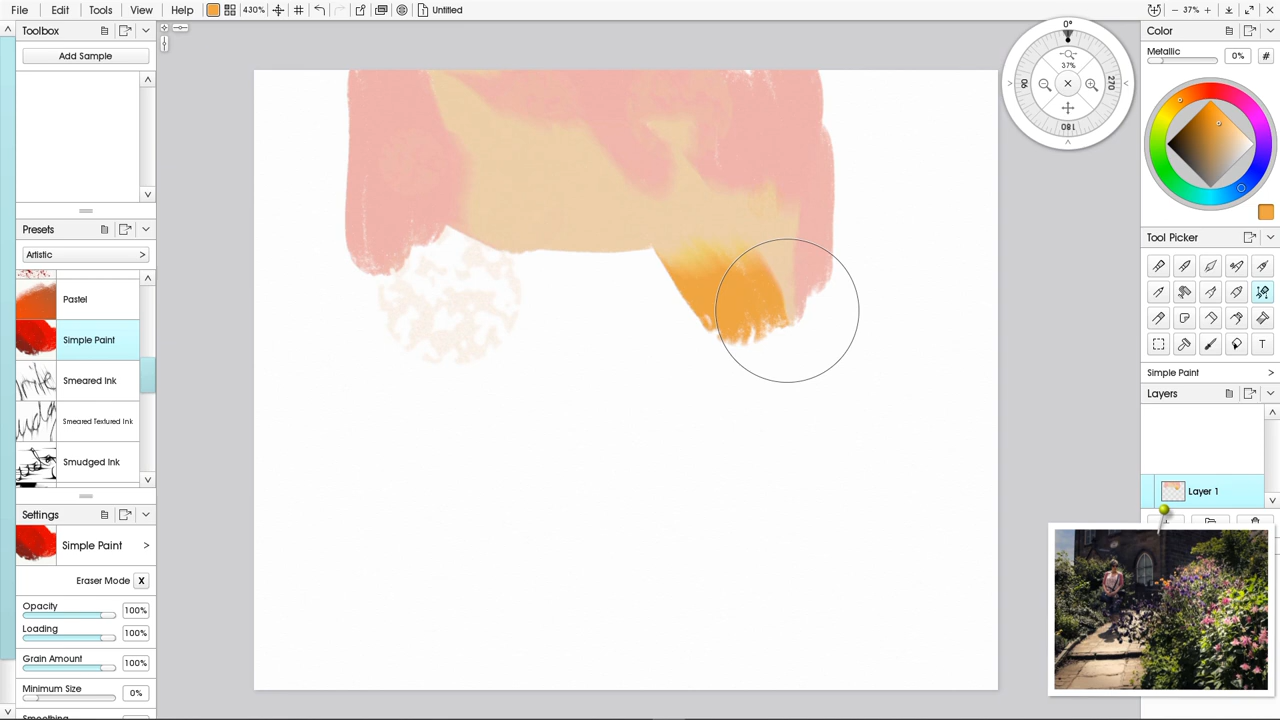 File Edit Tools View Help 430% Untitled 37%
Toolbox
Add Sample
Presets
Artistic >
Pastel
Simple Paint
Smeared Ink
Smeared Textured Ink
Smudged Ink
Settings
Simple Paint >
Eraser Mode X
Opacity 100%
Loading 100%
Grain Amount 100%
Minimum Size 0%
Smoothing
0°
37%
90
270
180
Color
Metallic 0% #
Tool Picker
T
Simple Paint >
Layers
Layer 1